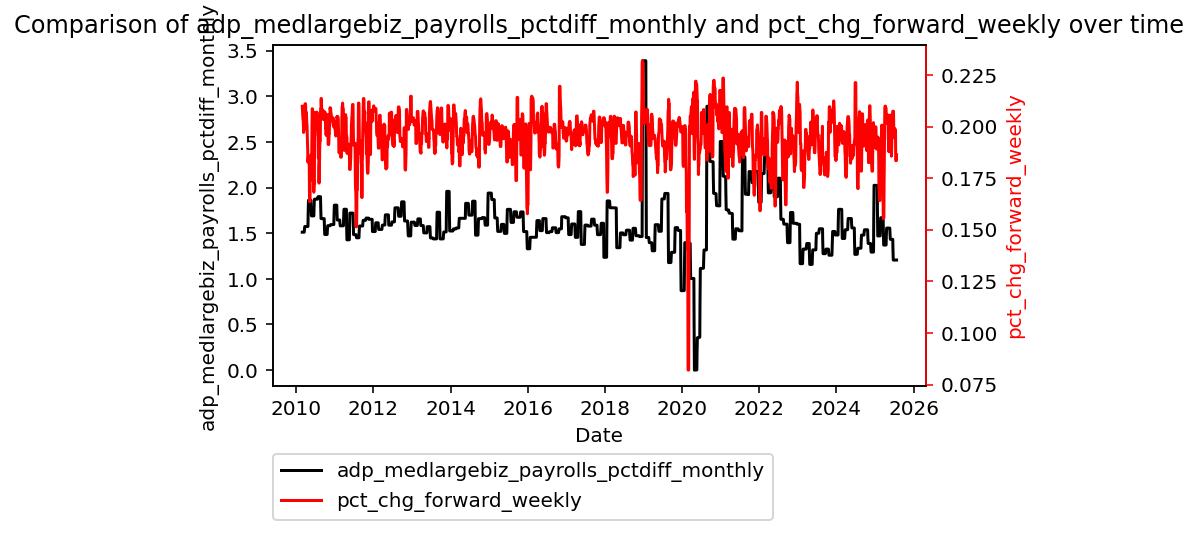 Comparison of adp_medlargebiz_payrolls_pctdiff_monthly and pct_chg_forward_weekly over time
adp_medlargebiz_payrolls_pctdiff_monthly
3.5
3.0
2.5
2.0
1.5
1.0
0.5
0.0
0.225
0.200
0.175
0.150
0.125
0.100
0.075
pct_chg_forward_weekly
2010 2012 2014 2016 2018 2020 2022 2024 2026
Date
adp_medlargebiz_payrolls_pctdiff_monthly
pct_chg_forward_weekly